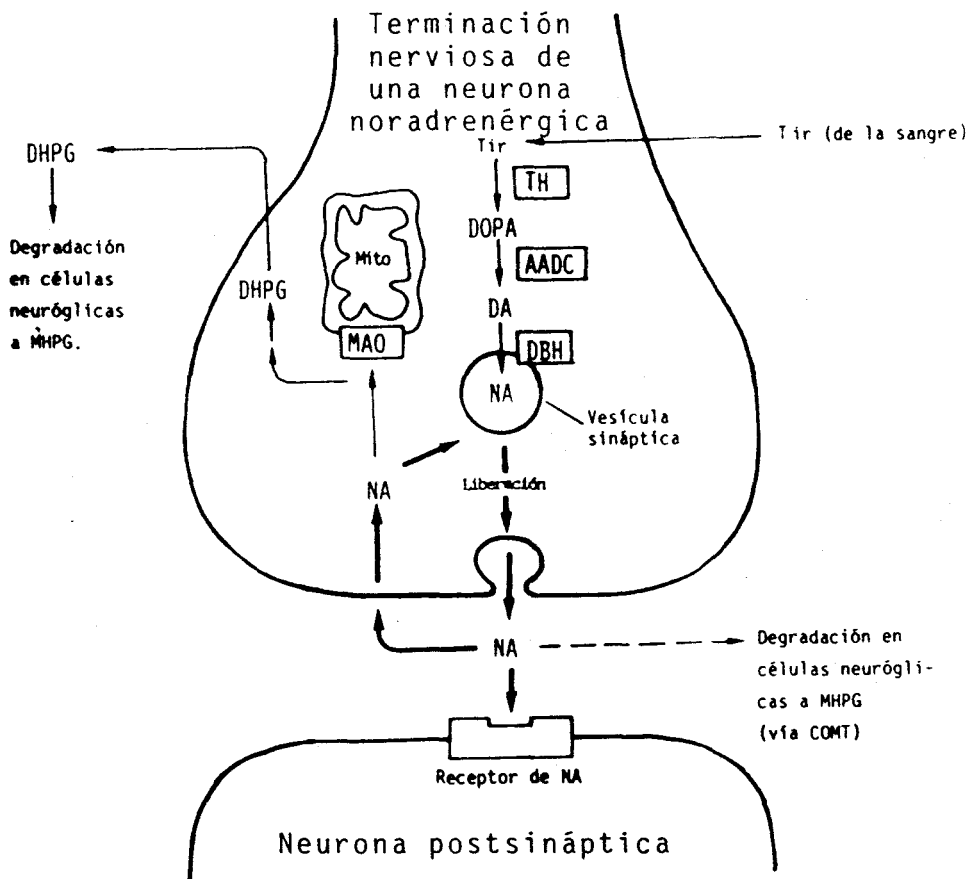 Terminación
nerviosa de
una neurona
noradrenérgica
Tir
Tir (de la sangre)
TH
DOPA
AADC
DA
DBH
NA
Vesícula
sináptica
Liberación
DHPG
Degradación
en células
neuróglicas
a MHPG.
DHPG
Mito
MAO
NA
NA
Degradación en
células neurógli-
cas a MHPG
(vía COMT)
Receptor de NA
Neurona postsináptica